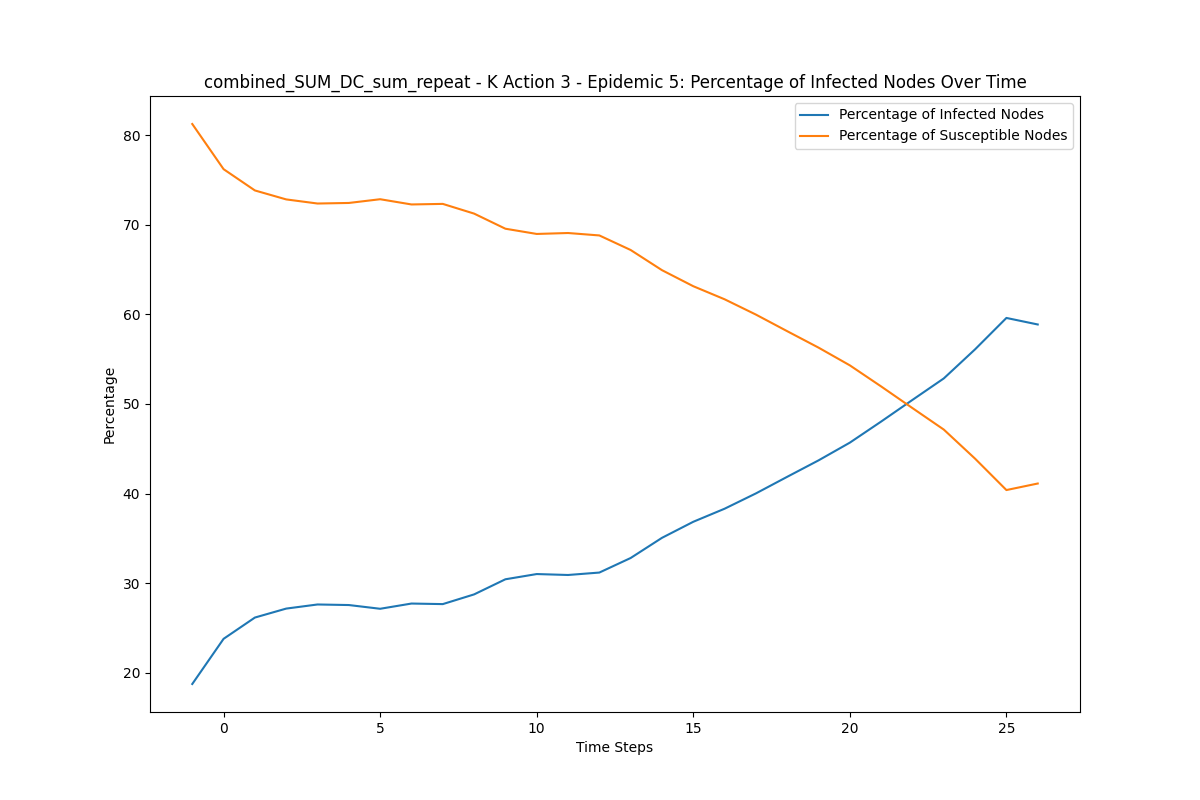 combined_SUM_DC_sum_repeat - K Action 3 - Epidemic 5: Percentage of Infected Nodes Over Time
Percentage of Infected Nodes
Percentage of Susceptible Nodes
80
70
60
50
40
30
20
Percentage
0 5 10 15 20 25
Time Steps